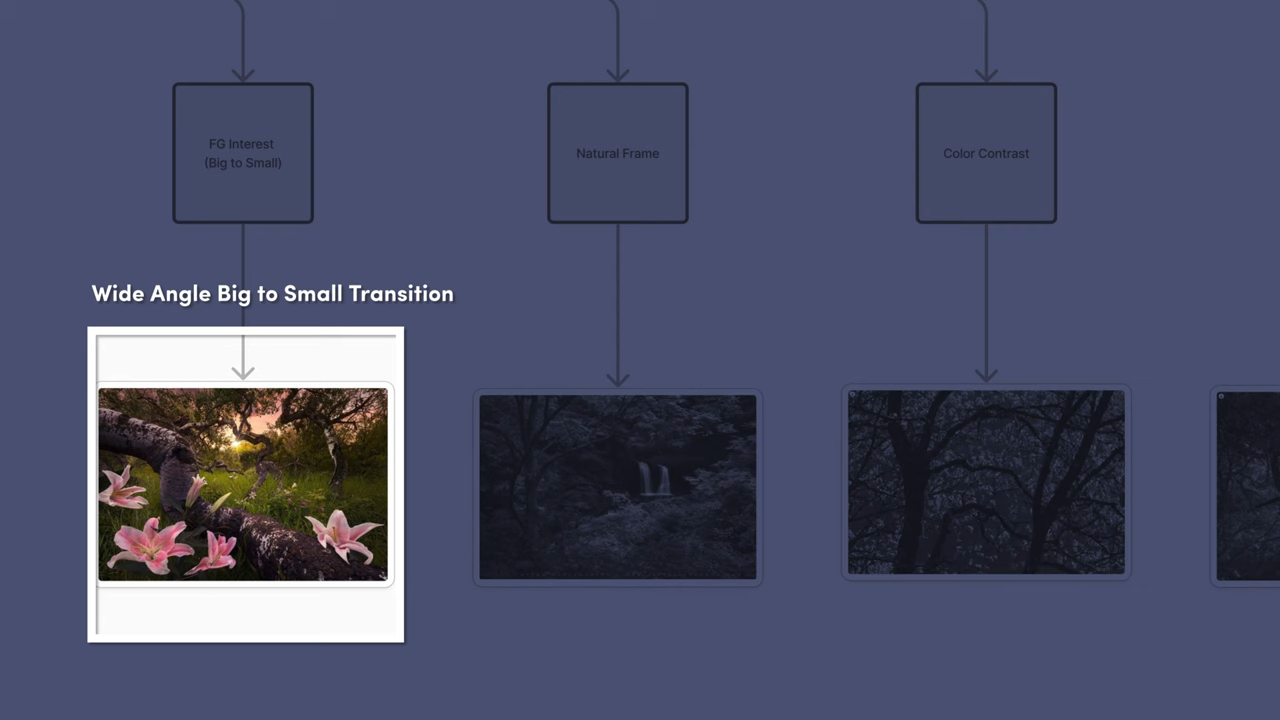 FG Interest
(Big to Small)
Natural Frame
Color Contrast
Wide Angle Big to Small Transition